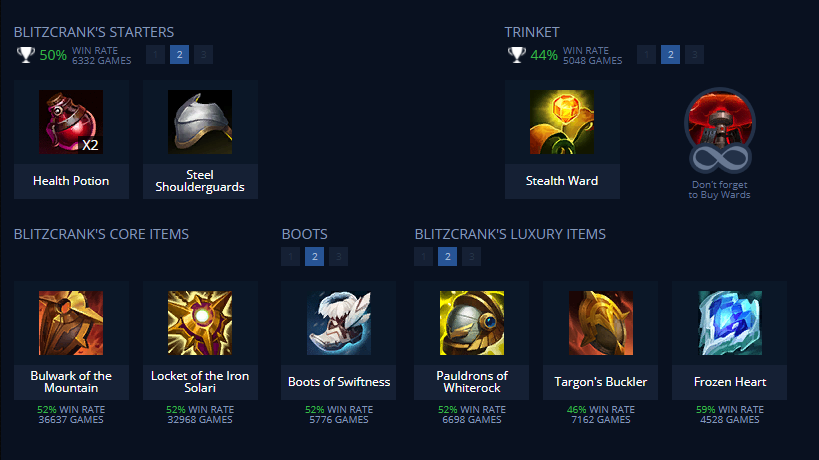 BLITZCRANK'S STARTERS
50% WIN RATE
6332 GAMES
1 2 3
TRINKET
44% WIN RATE
5048 GAMES
1 2 3
X2
Health Potion
Steel
Shoulderguards
Stealth Ward
Don't forget
to Buy Wards
BLITZCRANK'S CORE ITEMS
BOOTS
1 2 3
BLITZCRANK'S LUXURY ITEMS
1 2 3
Bulwark of the
Mountain
52% WIN RATE
36637 GAMES
Locket of the Iron
Solari
52% WIN RATE
32968 GAMES
Boots of Swiftness
52% WIN RATE
5776 GAMES
Pauldrons of
Whiterock
52% WIN RATE
6698 GAMES
Targon's Buckler
46% WIN RATE
7162 GAMES
Frozen Heart
59% WIN RATE
4528 GAMES